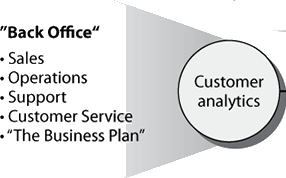 ”Back Office“
• Sales
• Operations
• Support
• Customer Service
• “The Business Plan”
Customer
analytics